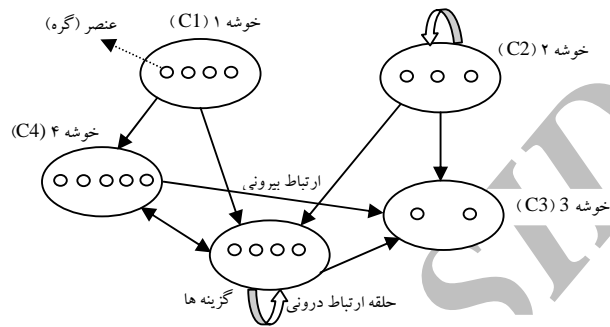 عنصر (گره)
خوشه ۱ (C1)
خوشه ۲ (C2)
خوشه ۴ (C4)
ارتباط بیرونی
خوشه 3 (C3)
گزینه ها
حلقه ارتباط درونی
SID